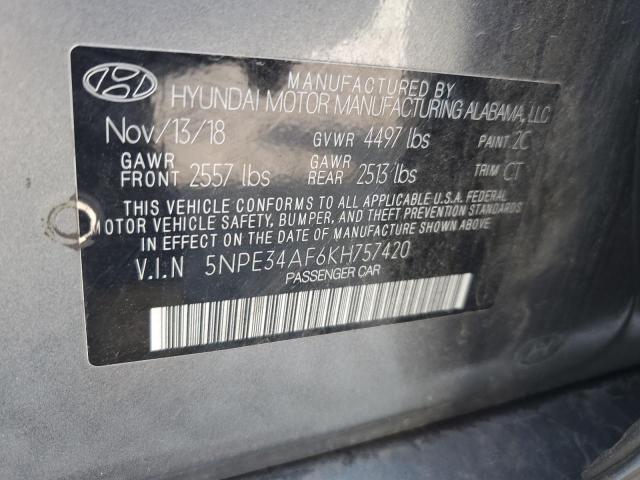 MANUFACTURED BY
HYUNDAI MOTOR MANUFACTURING ALABAMA, LLC
Nov/13/18 GVWR 4497 lbs PAINT 2C
GAWR FRONT 2557 lbs GAWR REAR 2513 lbs TRIM CT
THIS VEHICLE CONFORMS TO ALL APPLICABLE U.S.A. FEDERAL
MOTOR VEHICLE SAFETY, BUMPER, AND THEFT PREVENTION STANDARDS
IN EFFECT ON THE DATE OF MANUFACTURE SHOWN ABOVE.
V.I.N 5NPE34AF6KH757420
PASSENGER CAR